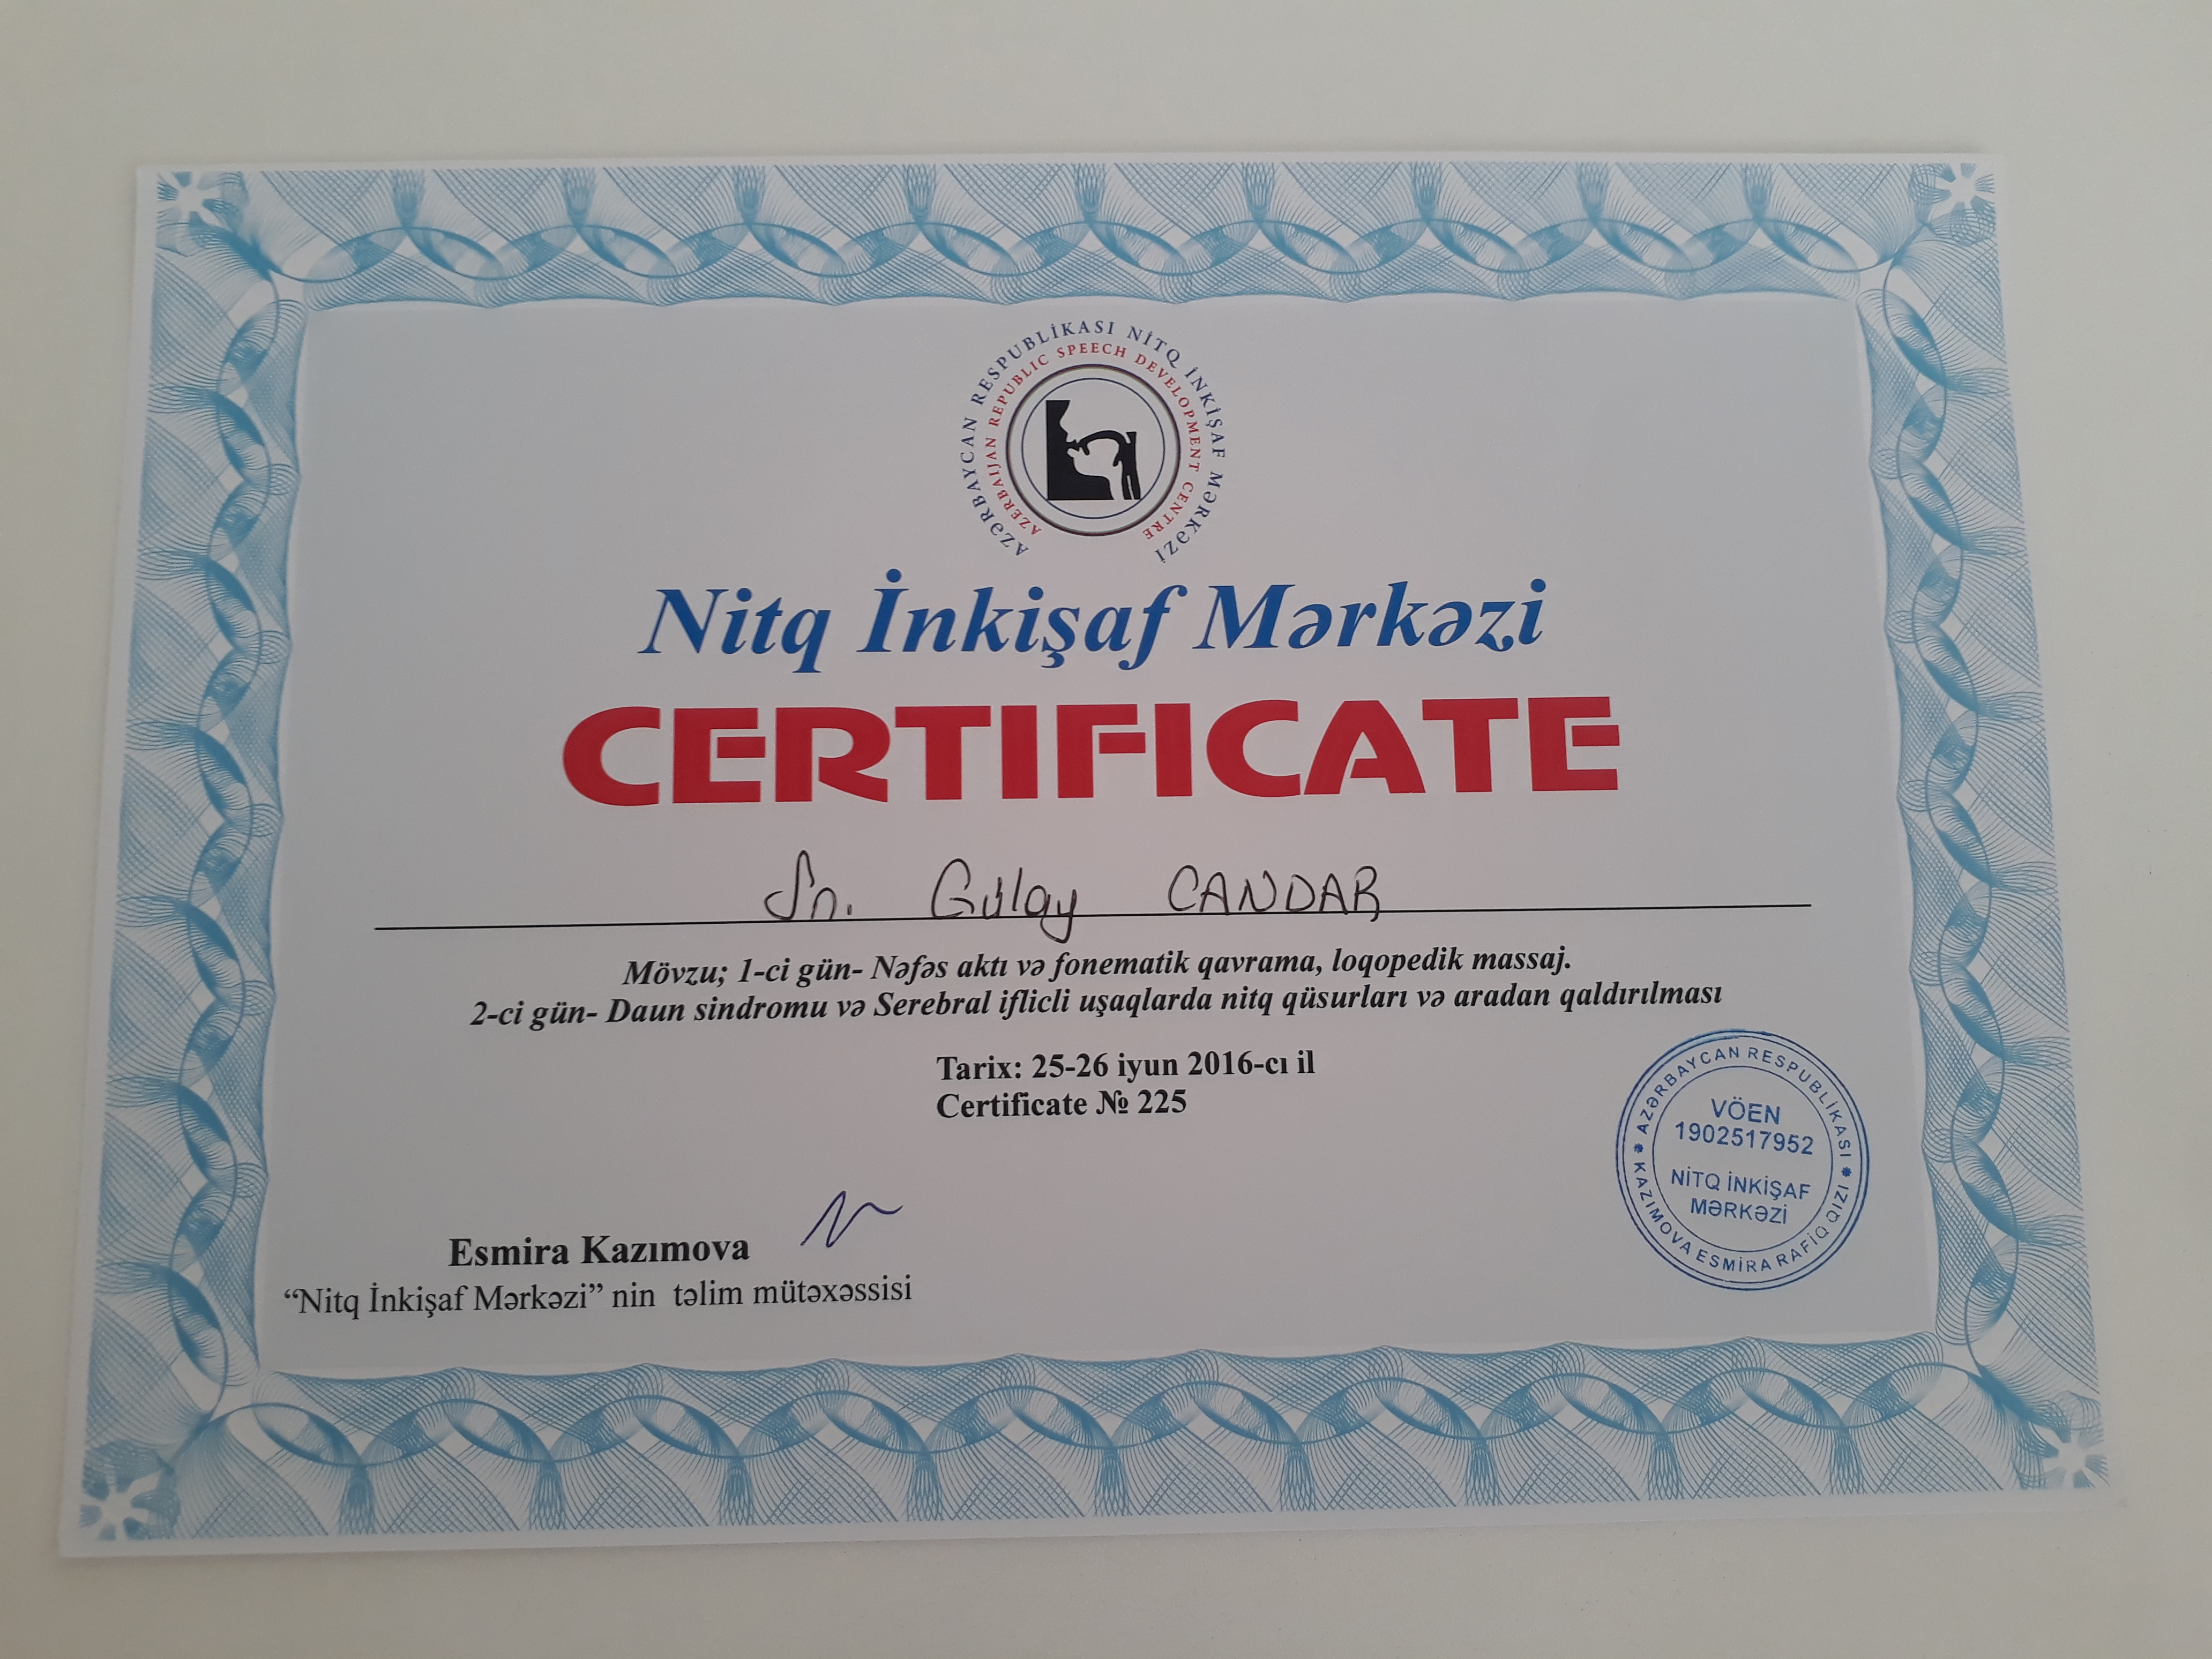 AZƏRBAYCAN RESPUBLİKASI NİTQ İNKİŞAF MƏRKƏZİ
AZERBAIJAN REPUBLIC SPEECH DEVELOPMENT CENTRE
Nitq İnkişaf Mərkəzi
CERTIFICATE
Sn. Gülay CANDAR
Mövzu; 1-ci gün- Nəfəs aktı və fonematik qavrama, loqopedik massaj.
2-ci gün- Daun sindromu və Serebral iflicli uşaqlarda nitq qüsurları və aradan qaldırılması
Tarix: 25-26 iyun 2016-cı il
Certificate № 225
Esmira Kazımova
“Nitq İnkişaf Mərkəzi” nin təlim mütəxəssisi
AZƏRBAYCAN RESPUBLİKASI
VÖEN
1902517952
NİTQ İNKİŞAF
MƏRKƏZİ
KAZIMOVA ESMİRA RAFİQ QIZI